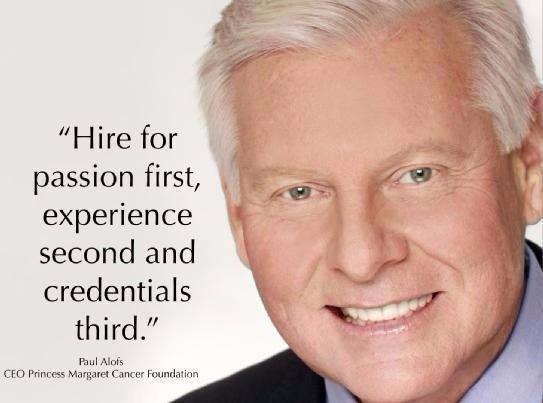 “Hire for
passion first,
experience
second and
credentials
third.”
Paul Alofs
CEO Princess Margaret Cancer Foundation